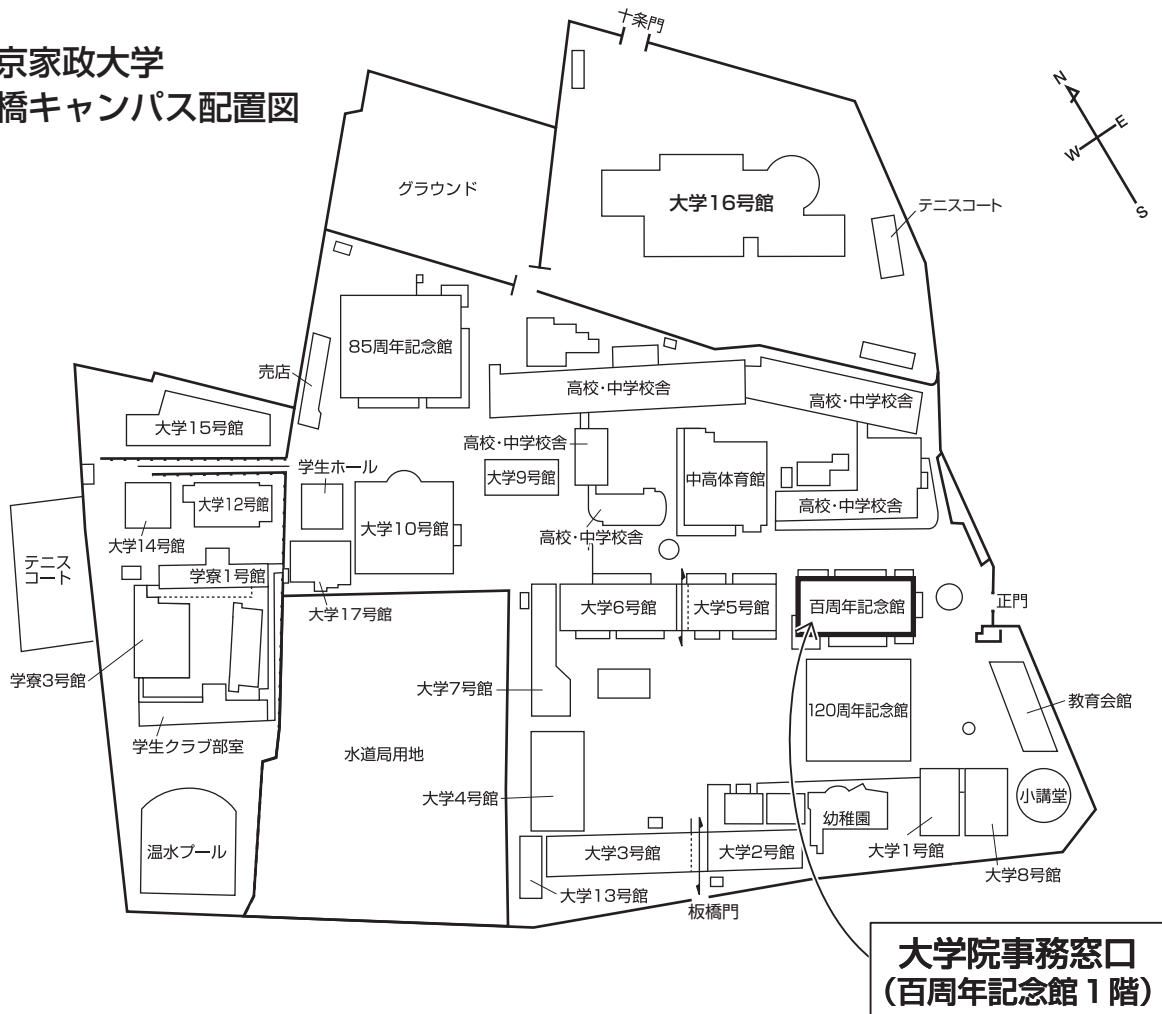 京家政大学
橋キャンパス配置図
十条門
N
E
W
S
グラウンド
大学16号館
テニスコート
85周年記念館
売店
高校・中学校舎
高校・中学校舎
大学15号館
高校・中学校舎
学生ホール
大学9号館
中高体育館
大学12号館
高校・中学校舎
大学10号館
高校・中学校舎
大学14号館
テニス
コート
学寮1号館
大学17号館
大学6号館
大学5号館
百周年記念館
正門
学寮3号館
大学7号館
120周年記念館
教育会館
学生クラブ部室
水道局用地
大学4号館
小講堂
幼稚園
温水プール
大学3号館
大学2号館
大学1号館
大学8号館
大学13号館
板橋門
大学院事務窓口
（百周年記念館1階）